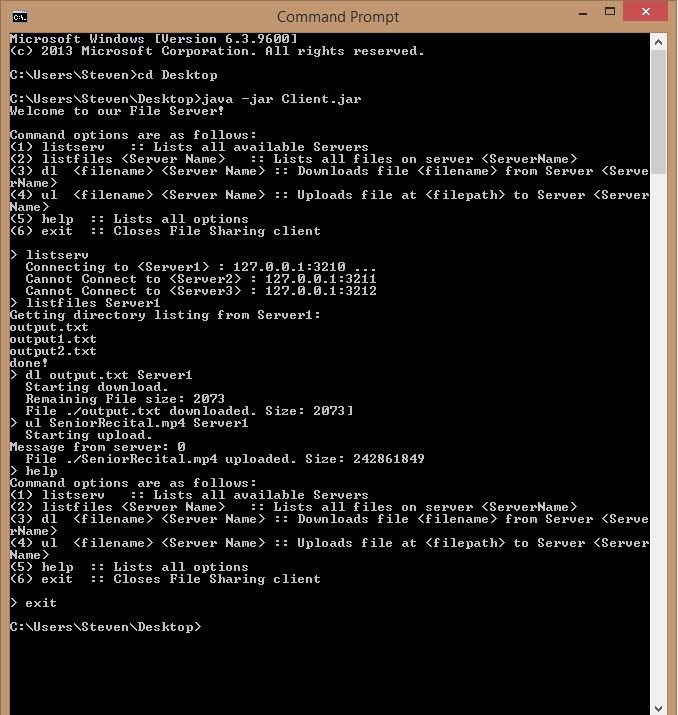 Command Prompt
Microsoft Windows [Version 6.3.9600]
(c) 2013 Microsoft Corporation. All rights reserved.
C:\Users\Steven>cd Desktop
C:\Users\Steven\Desktop>java -jar Client.jar
Welcome to our File Server!
Command options are as follows:
(1) listserv   :: Lists all available Servers
(2) listfiles <Server Name>   :: Lists all files on server <ServerName>
(3) dl  <filename> <Server Name> :: Downloads file <filename> from Server <Serve
rName>
(4) ul  <filename> <Server Name> :: Uploads file at <filepath> to Server <Server
Name>
(5) help  :: Lists all options
(6) exit  :: Closes File Sharing client
> listserv
  Connecting to <Server1> : 127.0.0.1:3210 ...
  Cannot Connect to <Server2> : 127.0.0.1:3211
  Cannot Connect to <Server3> : 127.0.0.1:3212
> listfiles Server1
Getting directory listing from Server1:
output.txt
output1.txt
output2.txt
done!
> dl output.txt Server1
  Starting download.
  Remaining File size: 2073
  File ./output.txt downloaded. Size: 2073]
> ul SeniorRecital.mp4 Server1
  Starting upload.
Message from server: 0
  File ./SeniorRecital.mp4 uploaded. Size: 242861849
> help
Command options are as follows:
(1) listserv   :: Lists all available Servers
(2) listfiles <Server Name>   :: Lists all files on server <ServerName>
(3) dl  <filename> <Server Name> :: Downloads file <filename> from Server <Serve
rName>
(4) ul  <filename> <Server Name> :: Uploads file at <filepath> to Server <Server
Name>
(5) help  :: Lists all options
(6) exit  :: Closes File Sharing client
> exit
C:\Users\Steven\Desktop>